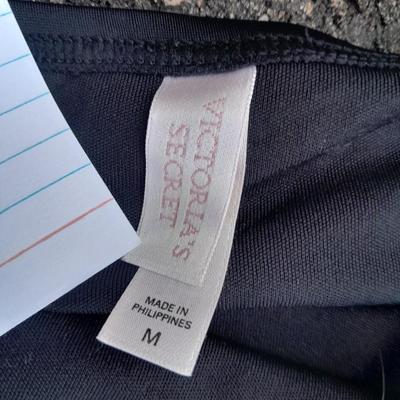 VICTORIA'S
SECRET
MADE IN
PHILIPPINES
M